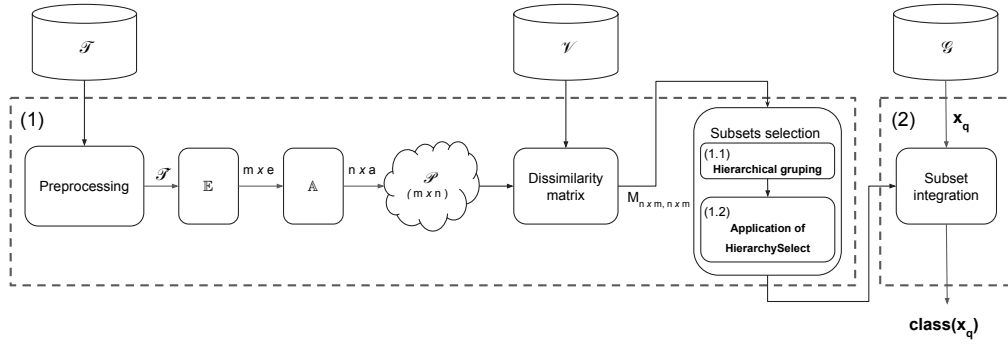 𝒯
𝒱
𝒢
(1)
Preprocessing
𝒯
𝔼
m x e
𝔸
n x a
𝒫
( m x n )
Dissimilarity
matrix
M n x m, n x m
Subsets selection
(1.1)
Hierarchical gruping
(1.2)
Application of
HierarchySelect
(2)
x q
Subset
integration
class(x q)